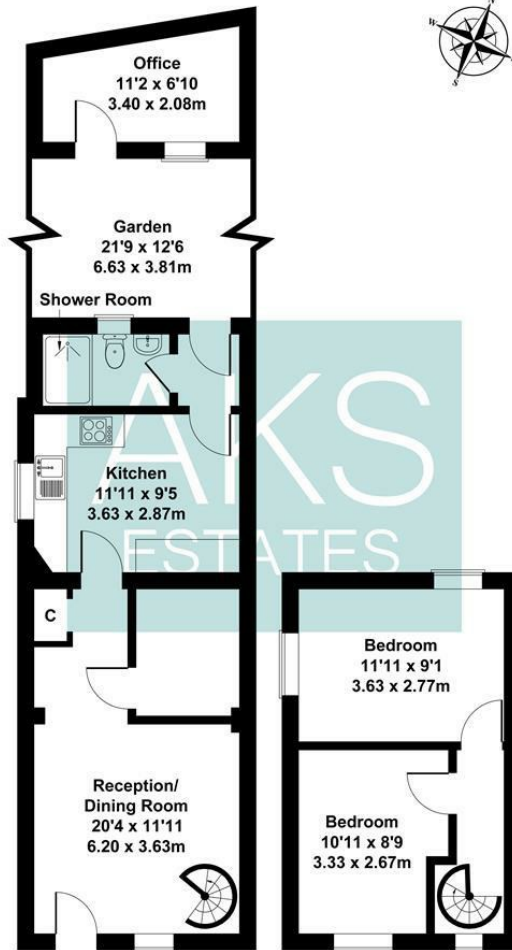 N
W
S
Office
11'2 x 6'10
3.40 x 2.08m
Garden
21'9 x 12'6
6.63 x 3.81m
Shower Room
AKS
ESTATES
Kitchen
11'11 x 9'5
3.63 x 2.87m
C
Bedroom
11'11 x 9'1
3.63 x 2.77m
Reception/
Dining Room
20'4 x 11'11
6.20 x 3.63m
Bedroom
10'11 x 8'9
3.33 x 2.67m